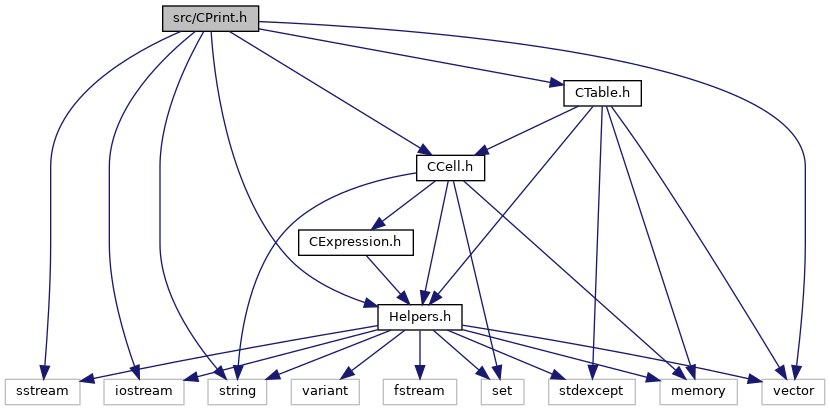 src/CPrint.h
CTable.h
CCell.h
CExpression.h
Helpers.h
sstream
iostream
string
variant
fstream
set
stdexcept
memory
vector